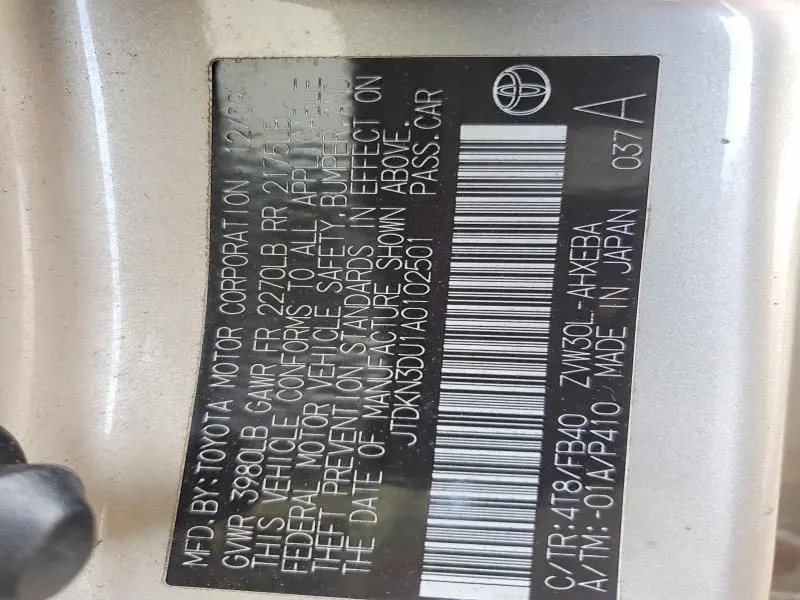 MFD. BY: TOYOTA MOTOR CORPORATION 12/09
GVWR 3980LB GAWR FR 2270LB RR 2175LB
THIS VEHICLE CONFORMS TO ALL APPLICABLE
FEDERAL MOTOR VEHICLE SAFETY, BUMPER AND
THEFT PREVENTION STANDARDS IN EFFECT ON
THE DATE OF MANUFACTURE SHOWN ABOVE.
JTDKN3DU1A0102501 PASS. CAR
C/TR: 4T8/FB40 ZVW30L-AHXEBA 037 A
A/TM: -01A/P410 MADE IN JAPAN